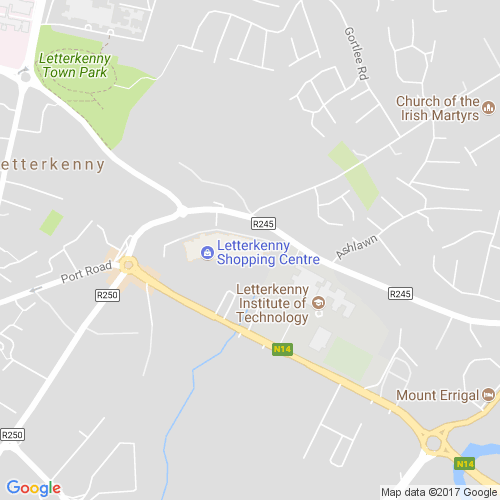 Letterkenny
Town Park
Gortlee Rd
Church of the
Irish Martyrs
etterkenny
R245
Ashlawn
Letterkenny
Shopping Centre
Port Road
R250
Letterkenny
Institute of
Technology
R245
N14
Mount Errigal
R250
N14
Google
Map data ©2017 Google